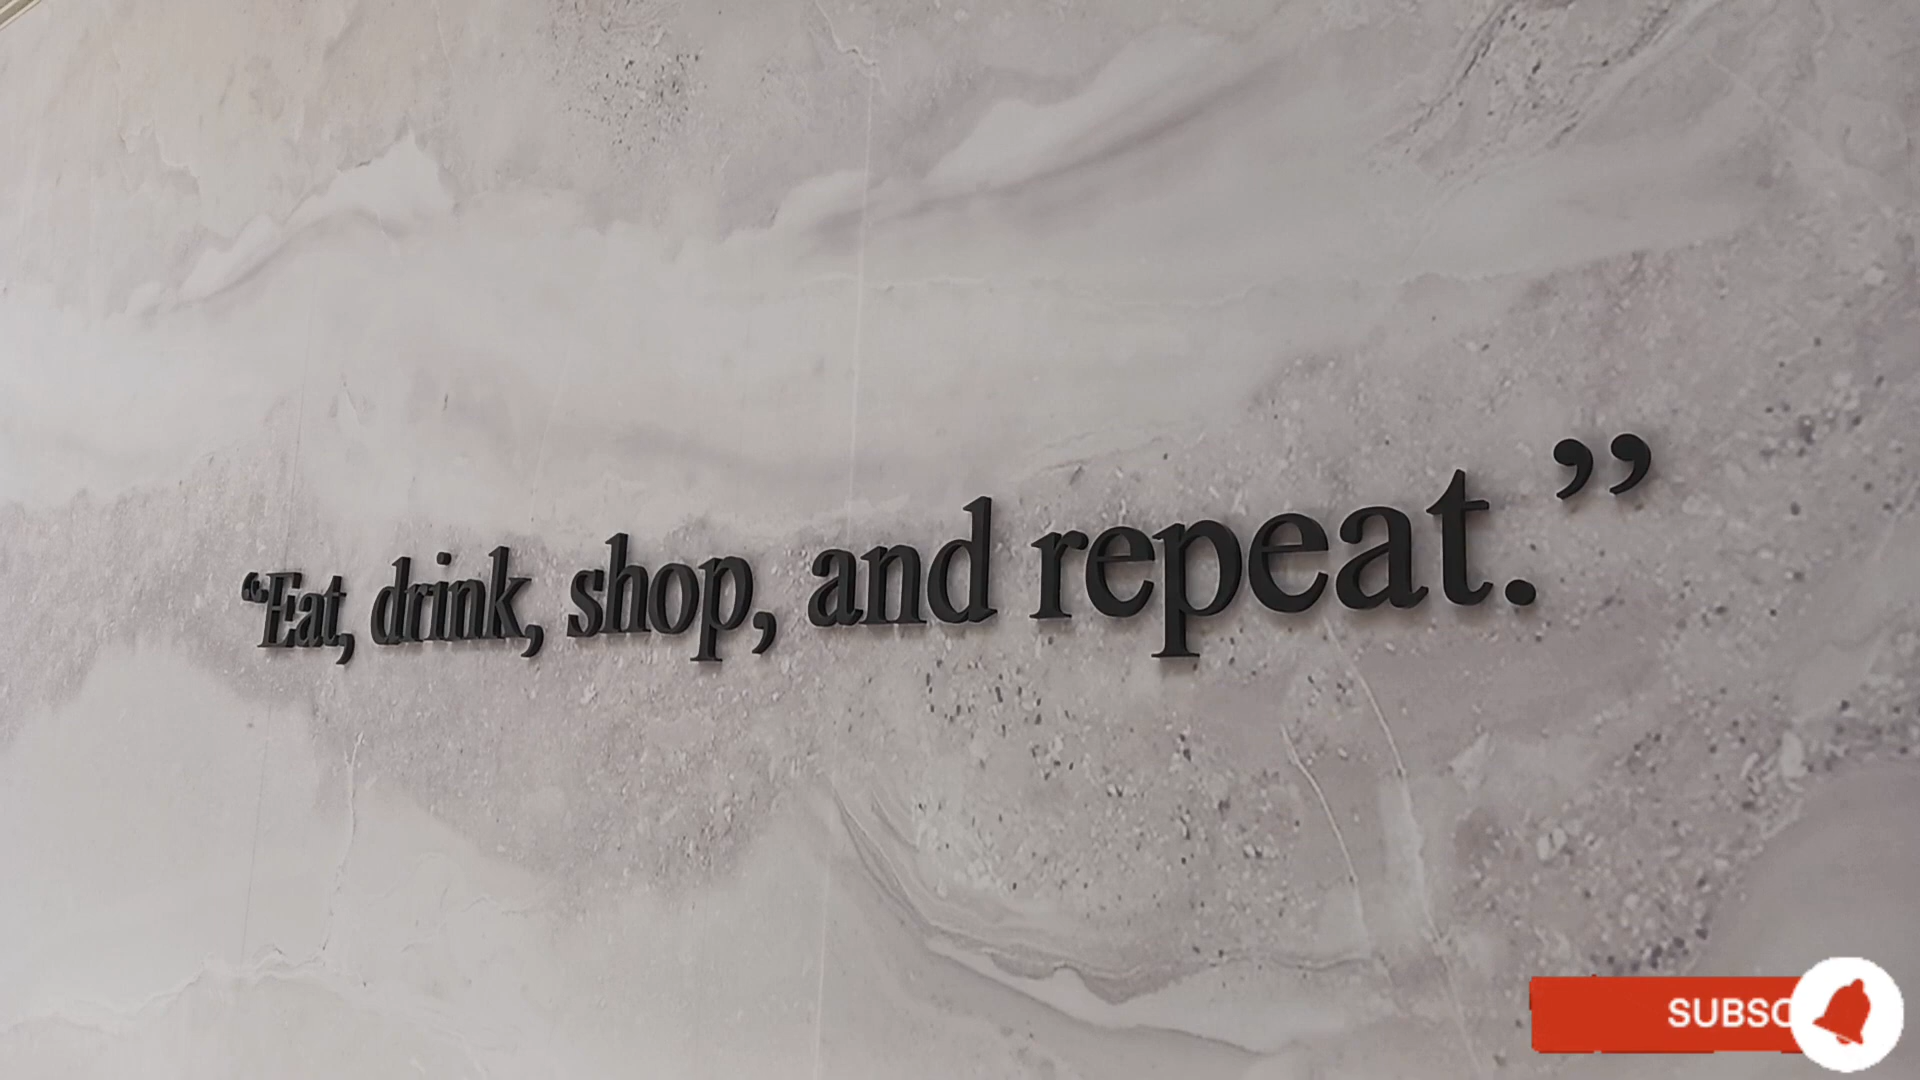 “Eat, drink, shop, and repeat.”
SUBSC